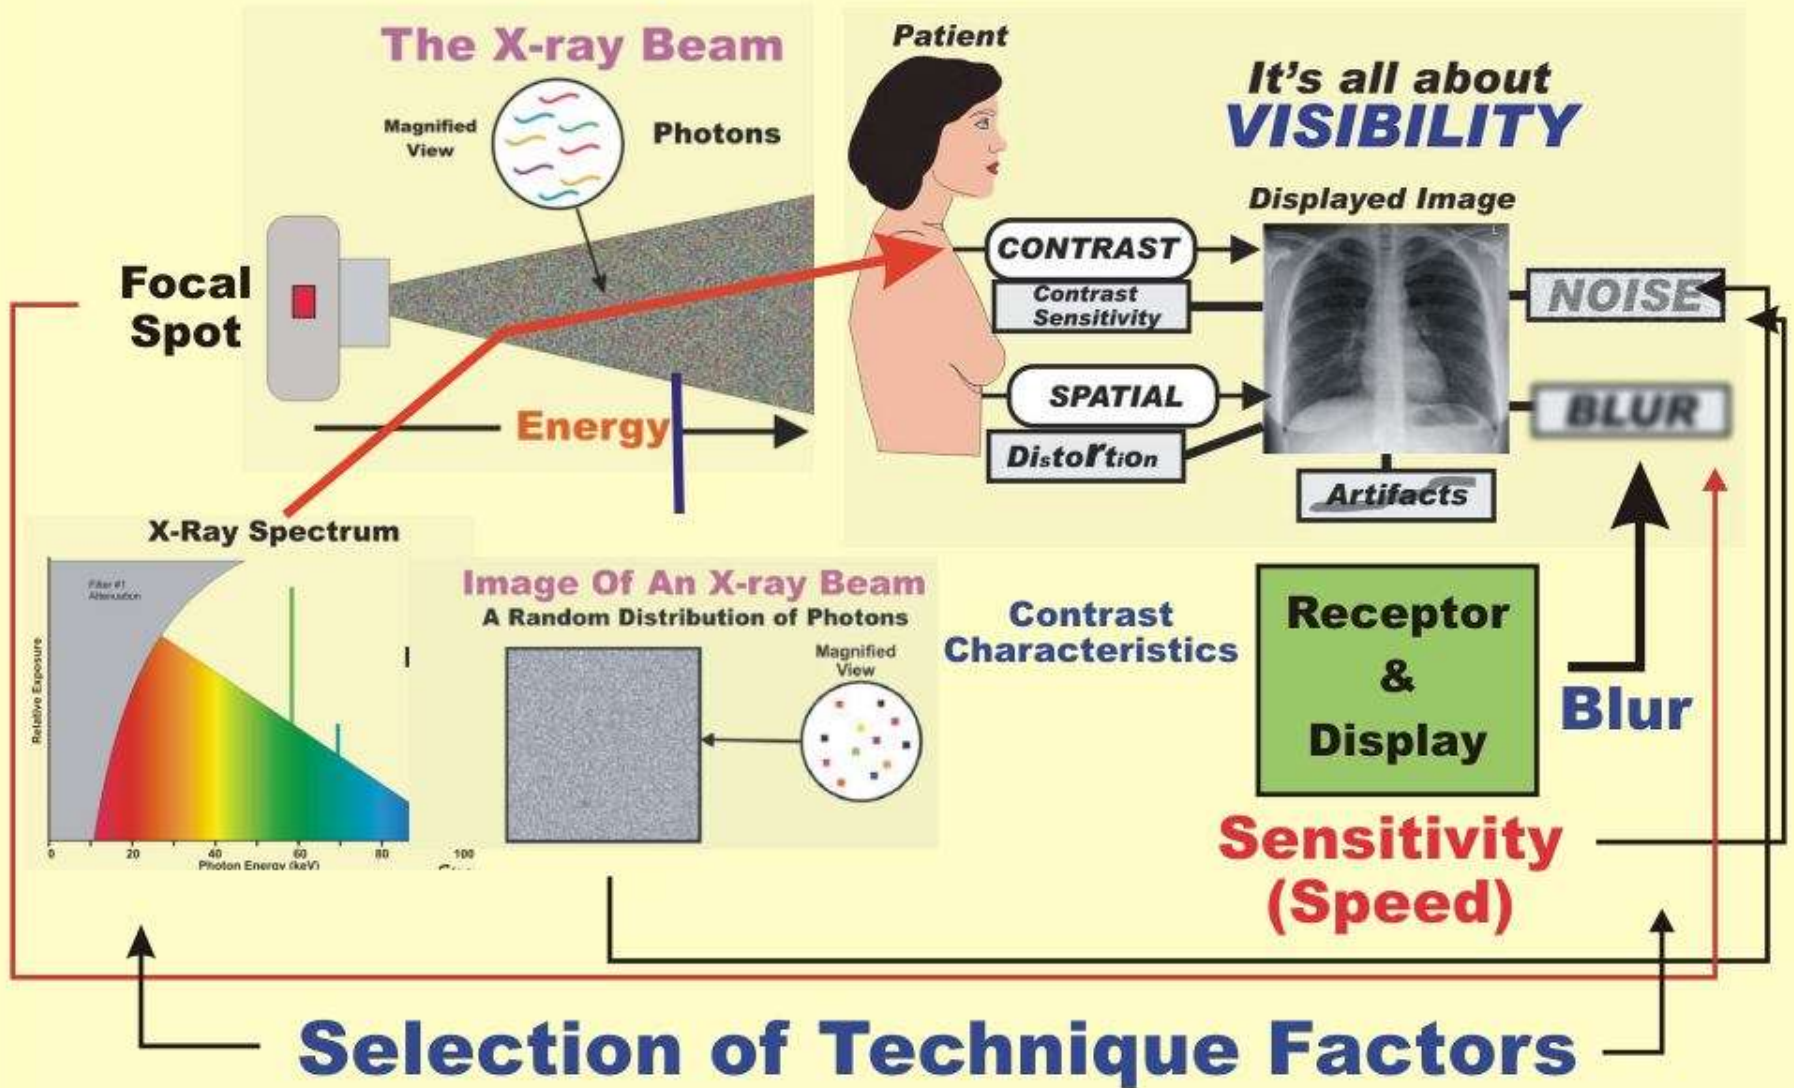 The X-ray Beam
Magnified
View
Photons
Focal
Spot
Energy
Patient
It's all about
VISIBILITY
Displayed Image
CONTRAST
Contrast
Sensitivity
SPATIAL
Distortion
NOISE
BLUR
Artifacts
X-Ray Spectrum
Filter #1
Attenuation
Relative Exposure
0 20 40 60 80 100
Photon Energy (keV)
Image Of An X-ray Beam
A Random Distribution of Photons
Magnified
View
Contrast
Characteristics
Receptor
&
Display
Blur
Sensitivity
(Speed)
Selection of Technique Factors